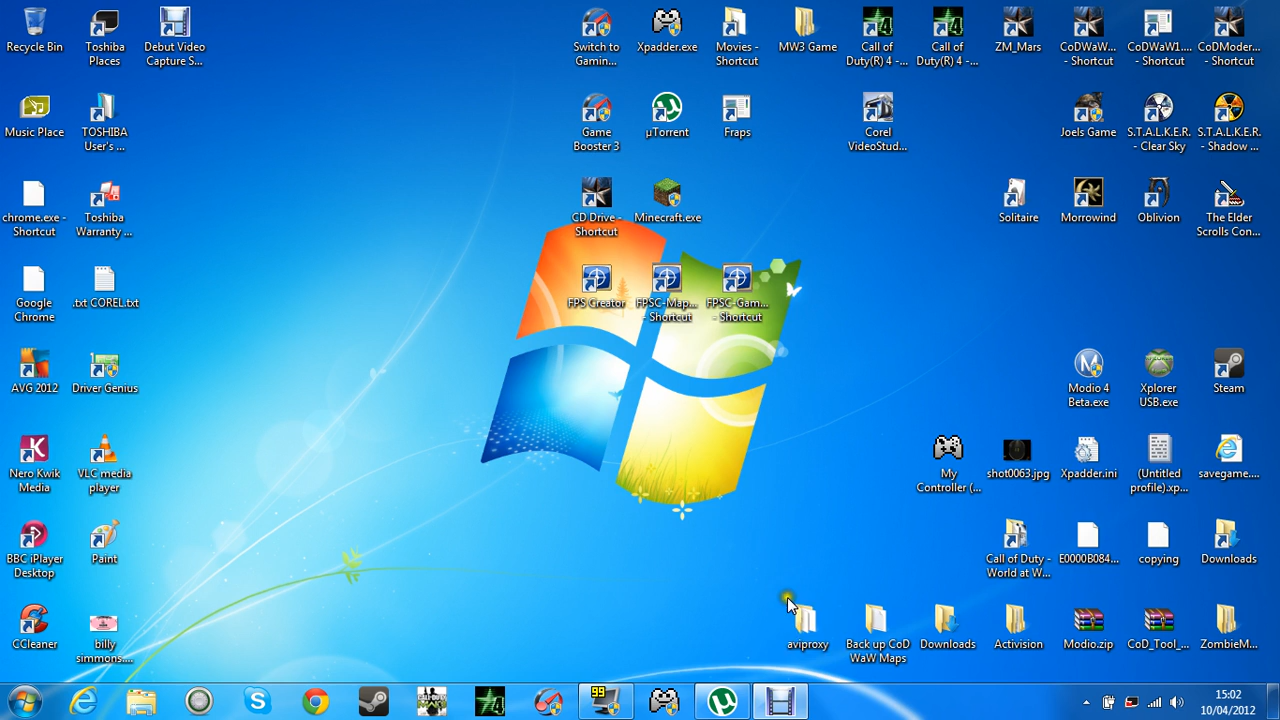 Recycle Bin
Toshiba
Places
Debut Video
Capture S...
Switch to
Gamin...
Xpadder.exe
Movies -
Shortcut
MW3 Game
Call of
Duty(R) 4 -...
Call of
Duty(R) 4 -...
ZM_Mars
CoDWaW...
- Shortcut
CoDWaW1....
- Shortcut
CoDModer...
- Shortcut
Music Place
TOSHIBA
User's ...
Game
Booster 3
µTorrent
Fraps
Corel
VideoStud...
Joels Game
S.T.A.L.K.E.R.
- Clear Sky
S.T.A.L.K.E.R.
- Shadow ...
chrome.exe -
Shortcut
Toshiba
Warranty ...
CD Drive -
Shortcut
Minecraft.exe
Solitaire
Morrowind
Oblivion
The Elder
Scrolls Con...
Google
Chrome
.txt COREL.txt
FPS Creator
FPSC-Map...
- Shortcut
FPSC-Gam...
- Shortcut
AVG 2012
Driver Genius
Modio 4
Beta.exe
Xplorer
USB.exe
Steam
Nero Kwik
Media
VLC media
player
My
Controller (...
shot0063.jpg
Xpadder.ini
(Untitled
profile).xp...
savegame....
BBC iPlayer
Desktop
Paint
Call of Duty -
World at W...
E0000B084...
copying
Downloads
CCleaner
billy
simmons....
aviproxy
Back up CoD
WaW Maps
Downloads
Activision
Modio.zip
CoD_Tool_...
ZombieM...
99
15:02
10/04/2012